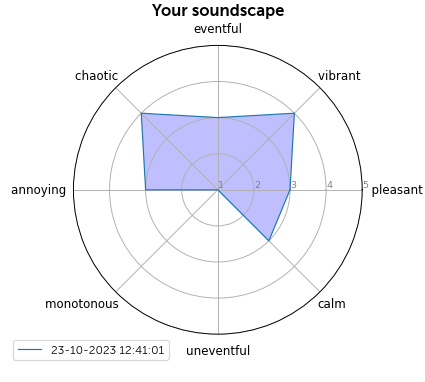 Your soundscape
eventful
chaotic
vibrant
annoying
1
2
3
4
5
pleasant
monotonous
calm
23-10-2023 12:41:01
uneventful